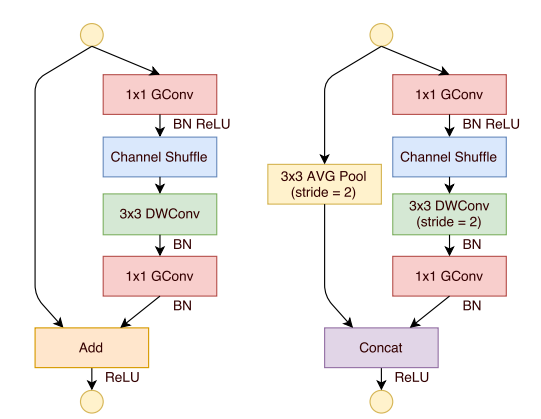 1x1 GConv
BN ReLU
Channel Shuffle
3x3 DWConv
BN
1x1 GConv
BN
Add
ReLU
1x1 GConv
BN ReLU
Channel Shuffle
3x3 AVG Pool
(stride = 2)
3x3 DWConv
(stride = 2)
BN
1x1 GConv
BN
Concat
ReLU